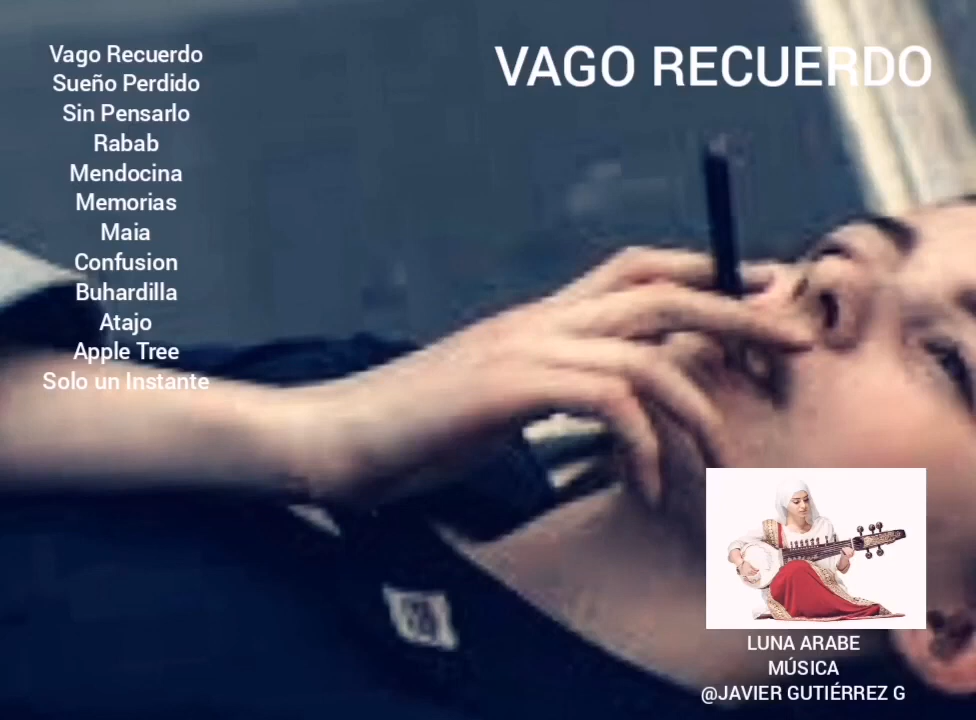 VAGO RECUERDO
Vago Recuerdo
Sueño Perdido
Sin Pensarlo
Rabab
Mendocina
Memorias
Maia
Confusion
Buhardilla
Atajo
Apple Tree
Solo un Instante
LUNA ARABE
MÚSICA
@JAVIER GUTIÉRREZ G